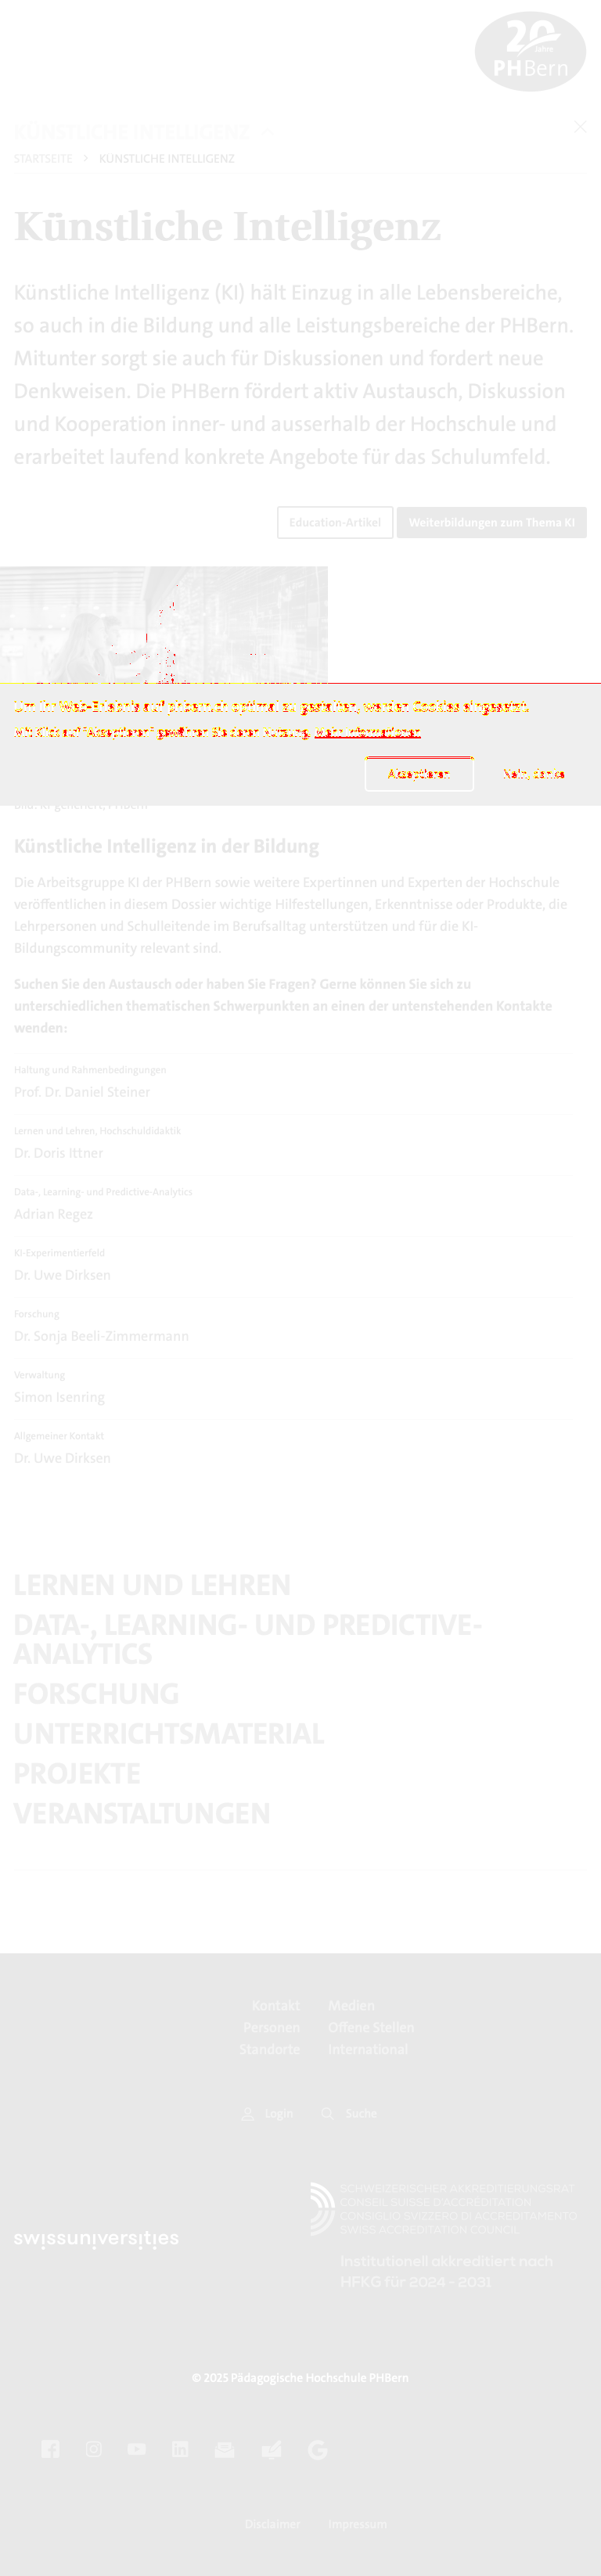 20
Jahre
PHBern
KÜNSTLICHE INTELLIGENZ
STARTSEITE > KÜNSTLICHE INTELLIGENZ
Künstliche Intelligenz
Künstliche Intelligenz (KI) hält Einzug in alle Lebensbereiche,
so auch in die Bildung und alle Leistungsbereiche der PHBern.
Mitunter sorgt sie auch für Diskussionen und fordert neue
Denkweisen. Die PHBern fördert aktiv Austausch, Diskussion
und Kooperation inner- und ausserhalb der Hochschule und
erarbeitet laufend konkrete Angebote für das Schulumfeld.
Education-Artikel
Weiterbildungen zum Thema KI
Um Ihr Web-Erlebnis auf phbern.ch optimal zu gestalten, werden Cookies eingesetzt.
Mit Klick auf "Akzeptieren" gewähren Sie deren Nutzung. Mehr Informationen
Akzeptieren
Nein, danke
Bild: KI-generiert, PHBern
Künstliche Intelligenz in der Bildung
Die Arbeitsgruppe KI der PHBern sowie weitere Expertinnen und Experten der Hochschule
veröffentlichen in diesem Dossier wichtige Hilfestellungen, Erkenntnisse oder Produkte, die
Lehrpersonen und Schulleitende im Berufsalltag unterstützen und für die KI-
Bildungscommunity relevant sind.
Suchen Sie den Austausch oder haben Sie Fragen? Gerne können Sie sich zu
unterschiedlichen thematischen Schwerpunkten an einen der untenstehenden Kontakte
wenden:
Haltung und Rahmenbedingungen
Prof. Dr. Daniel Steiner
Lernen und Lehren, Hochschuldidaktik
Dr. Doris Ittner
Data-, Learning- und Predictive-Analytics
Adrian Regez
KI-Experimentierfeld
Dr. Uwe Dirksen
Forschung
Dr. Sonja Beeli-Zimmermann
Verwaltung
Simon Isenring
Allgemeiner Kontakt
Dr. Uwe Dirksen
LERNEN UND LEHREN
DATA-, LEARNING- UND PREDICTIVE-
ANALYTICS
FORSCHUNG
UNTERRICHTSMATERIAL
PROJEKTE
VERANSTALTUNGEN
Kontakt
Personen
Standorte
Medien
Offene Stellen
International
Login
Suche
swissuniversities
SCHWEIZERISCHER AKKREDITIERUNGSRAT
CONSEIL SUISSE D'ACCREDITATION
CONSIGLIO SVIZZERO DI ACCREDITAMENTO
SWISS ACCREDITATION COUNCIL
Institutionell akkreditiert nach
HFKG für 2024 - 2031
© 2025 Pädagogische Hochschule PHBern
Disclaimer
Impressum